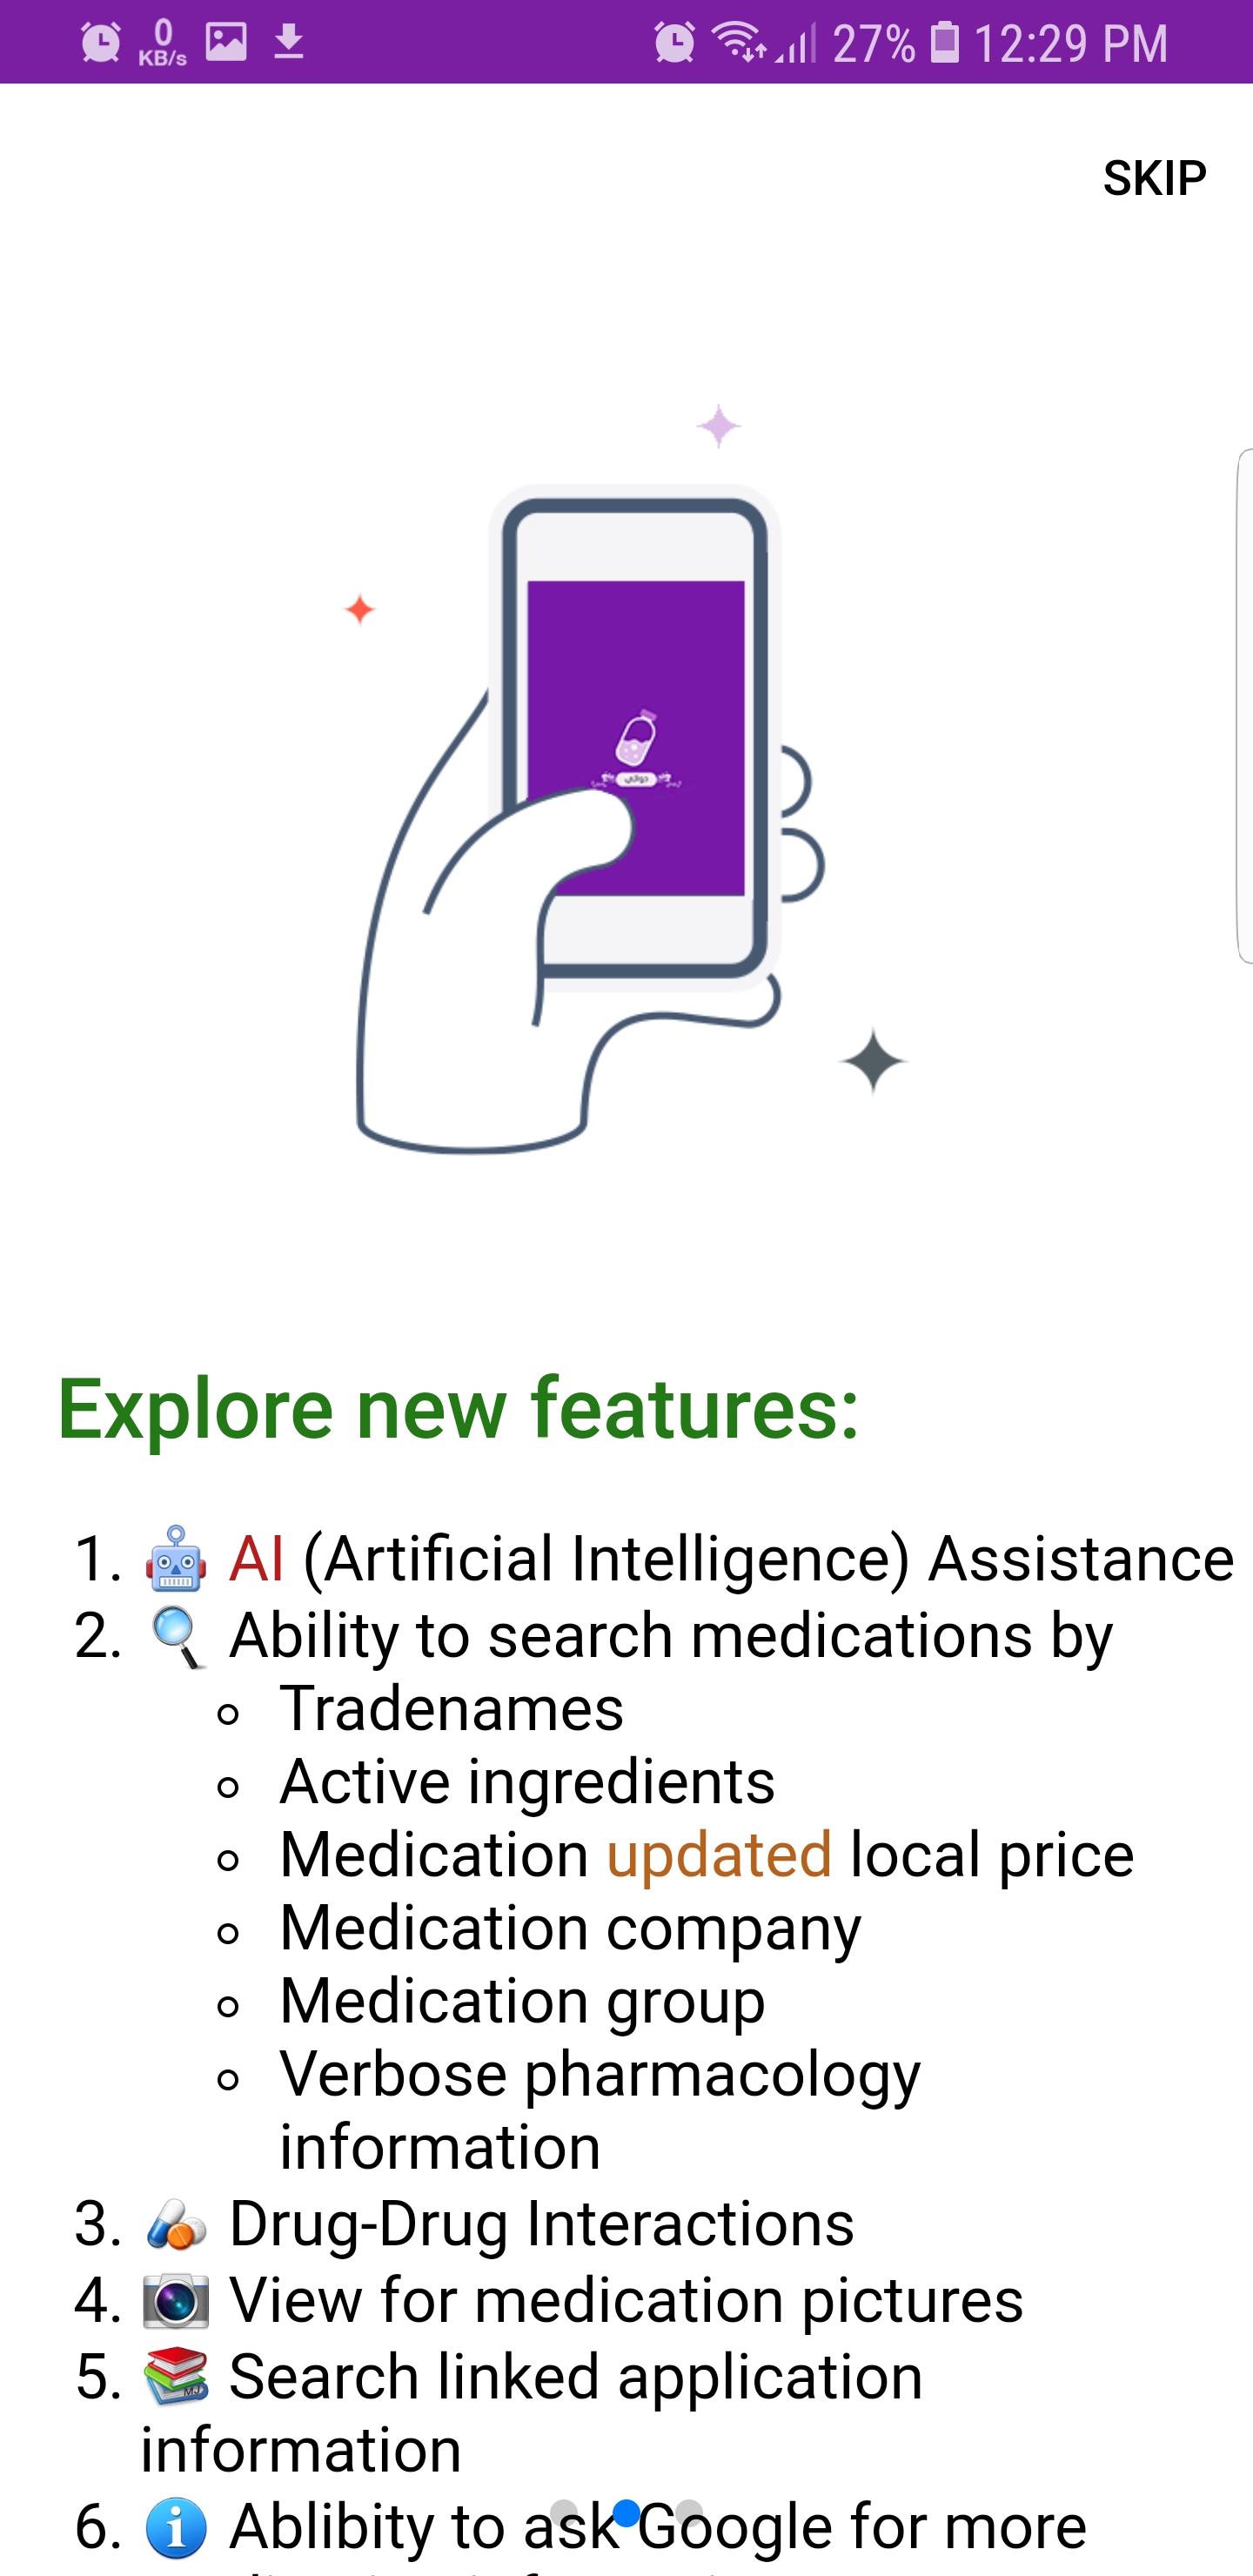 0
KB/s
27%
12:29 PM
SKIP
دوائي
Explore new features:
1. AI (Artificial Intelligence) Assistance
2. Ability to search medications by
Tradenames
Active ingredients
Medication updated local price
Medication company
Medication group
Verbose pharmacology
information
3. Drug-Drug Interactions
4. View for medication pictures
5. Search linked application
information
6. Ablibity to ask Google for more